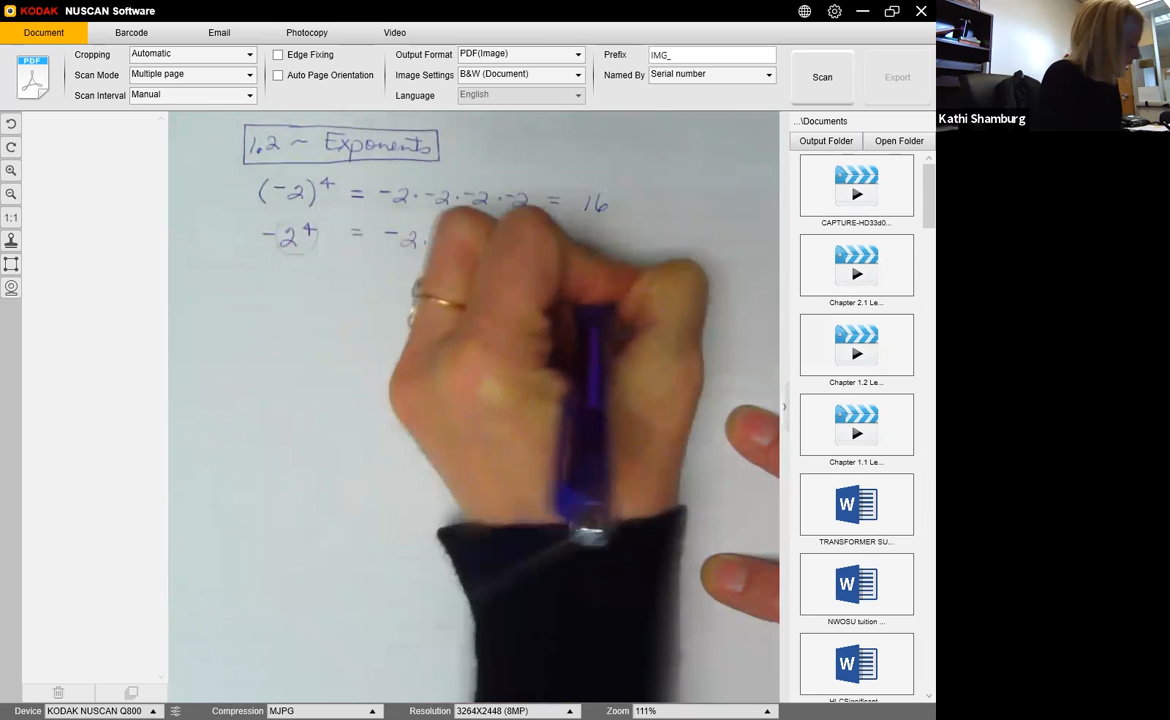 KODAK NUSCAN Software
Document Barcode Email Photocopy Video
PDF
Cropping Automatic
Scan Mode Multiple page
Scan Interval Manual
Edge Fixing
Auto Page Orientation
Output Format PDF(Image)
Image Settings B&W (Document)
Language English
Prefix IMG_
Named By Serial number
Scan
Export
1:1
1.2 ~ Exponents
(-2)⁴ = -2·-2·-2·-2 = 16
-2⁴ = -2·
...\Documents
Output Folder Open Folder
CAPTURE-HD33d0...
Chapter 2.1 Le...
Chapter 1.2 Le...
Chapter 1.1 Le...
W
TRANSFORMER SU...
W
NWOSU tuition ...
W
HLCSignificant
Kathi Shamburg
Device KODAK NUSCAN Q800 Compression MJPG Resolution 3264X2448 (8MP) Zoom 111%